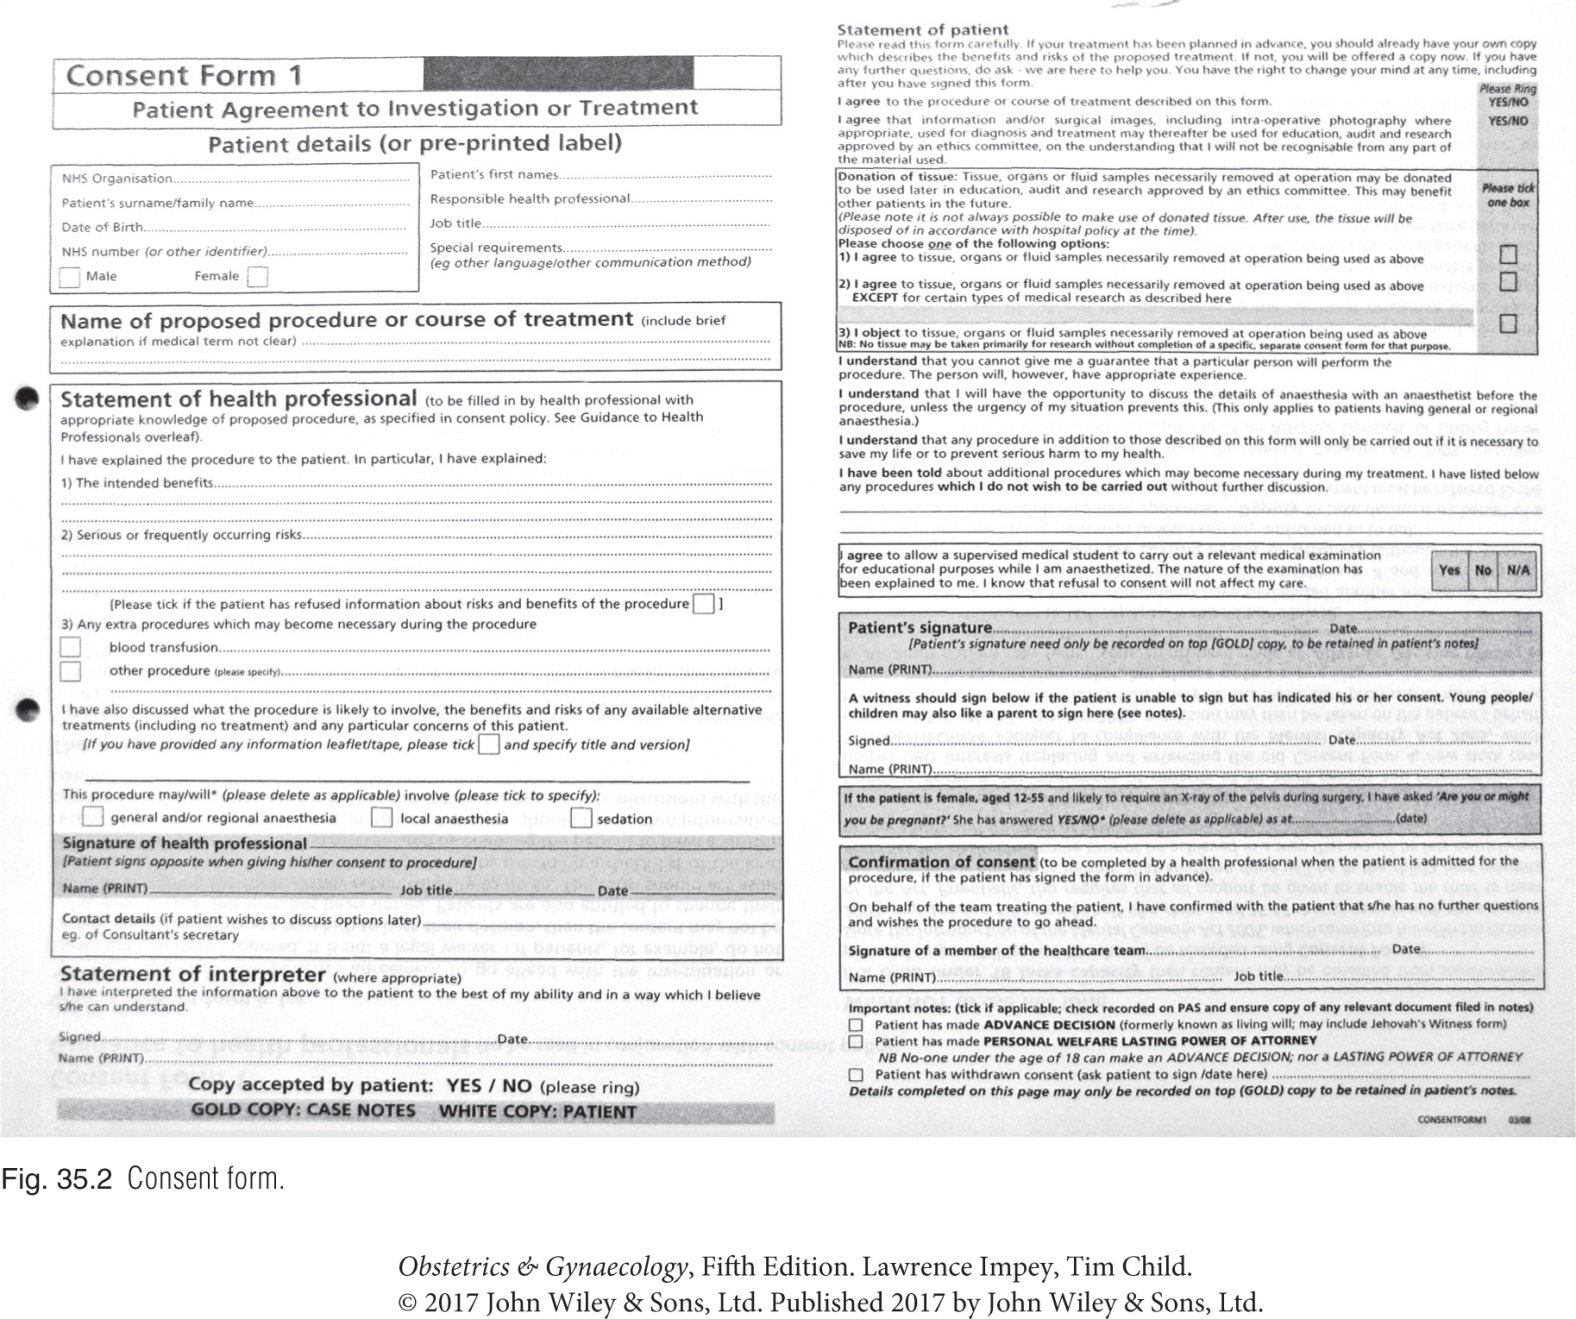 Consent Form 1
Patient Agreement to Investigation or Treatment
Patient details (or pre-printed label)
NHS Organisation
Patient's surname/family name
Date of Birth
NHS number (or other identifier)
Male Female
Patient's first names
Responsible health professional
Job title
Special requirements
(eg other language/other communication method)
Name of proposed procedure or course of treatment (include brief
explanation if medical term not clear)
Statement of health professional (to be filled in by health professional with
appropriate knowledge of proposed procedure, as specified in consent policy. See Guidance to Health
Professionals overleaf).
I have explained the procedure to the patient. In particular, I have explained:
1) The intended benefits
2) Serious or frequently occurring risks
[Please tick if the patient has refused information about risks and benefits of the procedure ]
3) Any extra procedures which may become necessary during the procedure
blood transfusion
other procedure (please specify)
I have also discussed what the procedure is likely to involve, the benefits and risks of any available alternative
treatments (including no treatment) and any particular concerns of this patient.
[If you have provided any information leaflet/tape, please tick and specify title and version]
This procedure may/will* (please delete as applicable) involve (please tick to specify):
general and/or regional anaesthesia local anaesthesia sedation
Signature of health professional
[Patient signs opposite when giving his/her consent to procedure]
Name (PRINT) Job title Date
Contact details (if patient wishes to discuss options later)
eg. of Consultant's secretary
Statement of interpreter (where appropriate)
I have interpreted the information above to the patient to the best of my ability and in a way which I believe
s/he can understand.
Signed Date
Name (PRINT)
Copy accepted by patient: YES / NO (please ring)
GOLD COPY: CASE NOTES WHITE COPY: PATIENT
Statement of patient
Please read this form carefully. If your treatment has been planned in advance, you should already have your own copy
which describes the benefits and risks of the proposed treatment. If not, you will be offered a copy now. If you have
any further questions, do ask - we are here to help you. You have the right to change your mind at any time, including
after you have signed this form.
Please Ring
I agree to the procedure or course of treatment described on this form. YES/NO
I agree that information and/or surgical images, including intra-operative photography where YES/NO
appropriate, used for diagnosis and treatment may thereafter be used for education, audit and research
approved by an ethics committee, on the understanding that I will not be recognisable from any part of
the material used.
Donation of tissue: Tissue, organs or fluid samples necessarily removed at operation may be donated
to be used later in education, audit and research approved by an ethics committee. This may benefit
other patients in the future.
Please tick
one box
(Please note it is not always possible to make use of donated tissue. After use, the tissue will be
disposed of in accordance with hospital policy at the time).
Please choose one of the following options:
1) I agree to tissue, organs or fluid samples necessarily removed at operation being used as above
2) I agree to tissue, organs or fluid samples necessarily removed at operation being used as above
EXCEPT for certain types of medical research as described here
3) I object to tissue, organs or fluid samples necessarily removed at operation being used as above
NB: No tissue may be taken primarily for research without completion of a specific, separate consent form for that purpose.
I understand that you cannot give me a guarantee that a particular person will perform the
procedure. The person will, however, have appropriate experience.
I understand that I will have the opportunity to discuss the details of anaesthesia with an anaesthetist before the
procedure, unless the urgency of my situation prevents this. (This only applies to patients having general or regional
anaesthesia.)
I understand that any procedure in addition to those described on this form will only be carried out if it is necessary to
save my life or to prevent serious harm to my health.
I have been told about additional procedures which may become necessary during my treatment. I have listed below
any procedures which I do not wish to be carried out without further discussion.
I agree to allow a supervised medical student to carry out a relevant medical examination
for educational purposes while I am anaesthetized. The nature of the examination has
been explained to me. I know that refusal to consent will not affect my care.
Yes No N/A
Patient's signature Date
[Patient's signature need only be recorded on top [GOLD] copy, to be retained in patient's notes]
Name (PRINT)
A witness should sign below if the patient is unable to sign but has indicated his or her consent. Young people/
children may also like a parent to sign here (see notes).
Signed Date
Name (PRINT)
If the patient is female, aged 12-55 and likely to require an X-ray of the pelvis during surgery, I have asked 'Are you or might
you be pregnant?' She has answered YES/NO* (please delete as applicable) as at (date)
Confirmation of consent (to be completed by a health professional when the patient is admitted for the
procedure, if the patient has signed the form in advance).
On behalf of the team treating the patient, I have confirmed with the patient that s/he has no further questions
and wishes the procedure to go ahead.
Signature of a member of the healthcare team Date
Name (PRINT) Job title
Important notes: (tick if applicable; check recorded on PAS and ensure copy of any relevant document filed in notes)
Patient has made ADVANCE DECISION (formerly known as living will; may include Jehovah's Witness form)
Patient has made PERSONAL WELFARE LASTING POWER OF ATTORNEY
NB No-one under the age of 18 can make an ADVANCE DECISION; nor a LASTING POWER OF ATTORNEY
Patient has withdrawn consent (ask patient to sign /date here)
Details completed on this page may only be recorded on top (GOLD) copy to be retained in patient's notes.
CONSENTFORM1 03/08
Fig. 35.2 Consent form.
Obstetrics & Gynaecology, Fifth Edition. Lawrence Impey, Tim Child.
© 2017 John Wiley & Sons, Ltd. Published 2017 by John Wiley & Sons, Ltd.